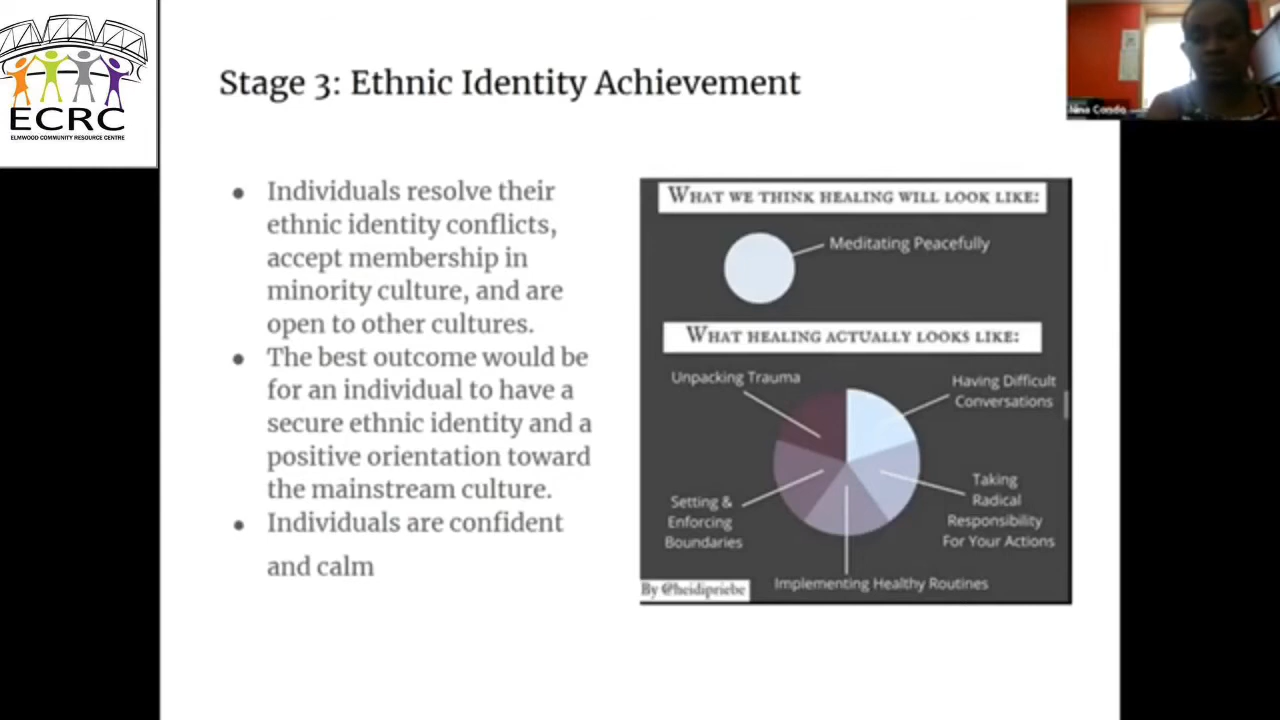 ECRC
ELMWOOD COMMUNITY RESOURCE CENTRE
Stage 3: Ethnic Identity Achievement
Nina Condo
● Individuals resolve their
ethnic identity conflicts,
accept membership in
minority culture, and are
open to other cultures.
● The best outcome would be
for an individual to have a
secure ethnic identity and a
positive orientation toward
the mainstream culture.
● Individuals are confident
and calm
WHAT WE THINK HEALING WILL LOOK LIKE:
Meditating Peacefully
WHAT HEALING ACTUALLY LOOKS LIKE:
Unpacking Trauma
Having Difficult
Conversations
Taking
Radical
Responsibility
For Your Actions
Setting &
Enforcing
Boundaries
Implementing Healthy Routines
By @heidipriebe